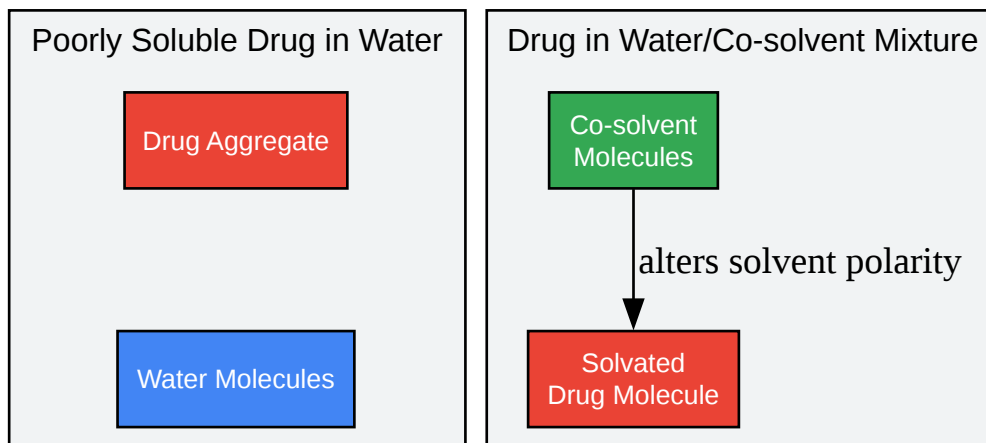 Poorly Soluble Drug in Water
Drug Aggregate
Water Molecules
Drug in Water/Co-solvent Mixture
Co-solvent
Molecules
alters solvent polarity
Solvated
Drug Molecule